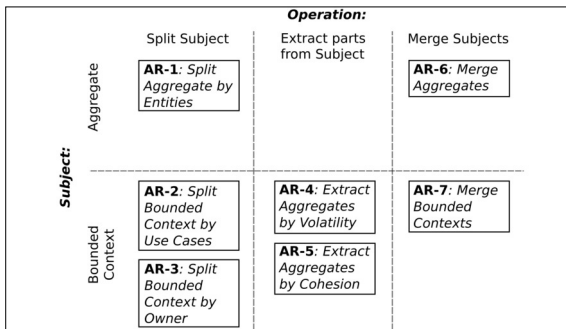 Operation:
Split Subject
Extract parts
from Subject
Merge Subjects
Subject:
Aggregate
AR-1: Split
Aggregate by
Entities
AR-6: Merge
Aggregates
Bounded
Context
AR-2: Split
Bounded
Context by
Use Cases
AR-4: Extract
Aggregates
by Volatility
AR-7: Merge
Bounded
Contexts
AR-3: Split
Bounded
Context by
Owner
AR-5: Extract
Aggregates
by Cohesion